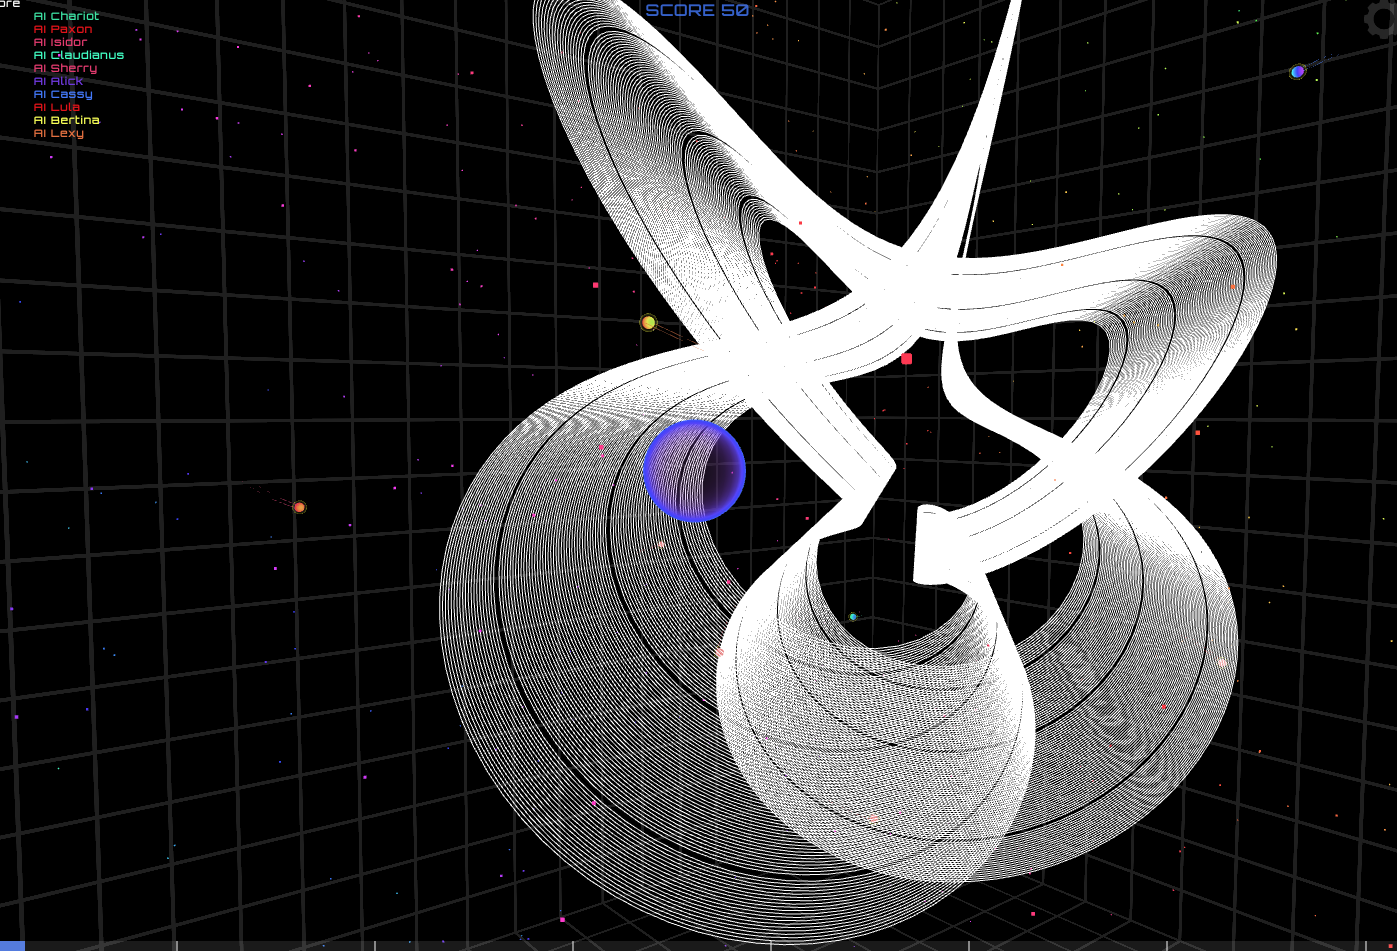 ore
SCORE 50
AI Chariot
AI Paxon
AI Isidor
AI Claudianus
AI Sherry
AI Alick
AI Cassy
AI Lula
AI Bertina
AI Lexy